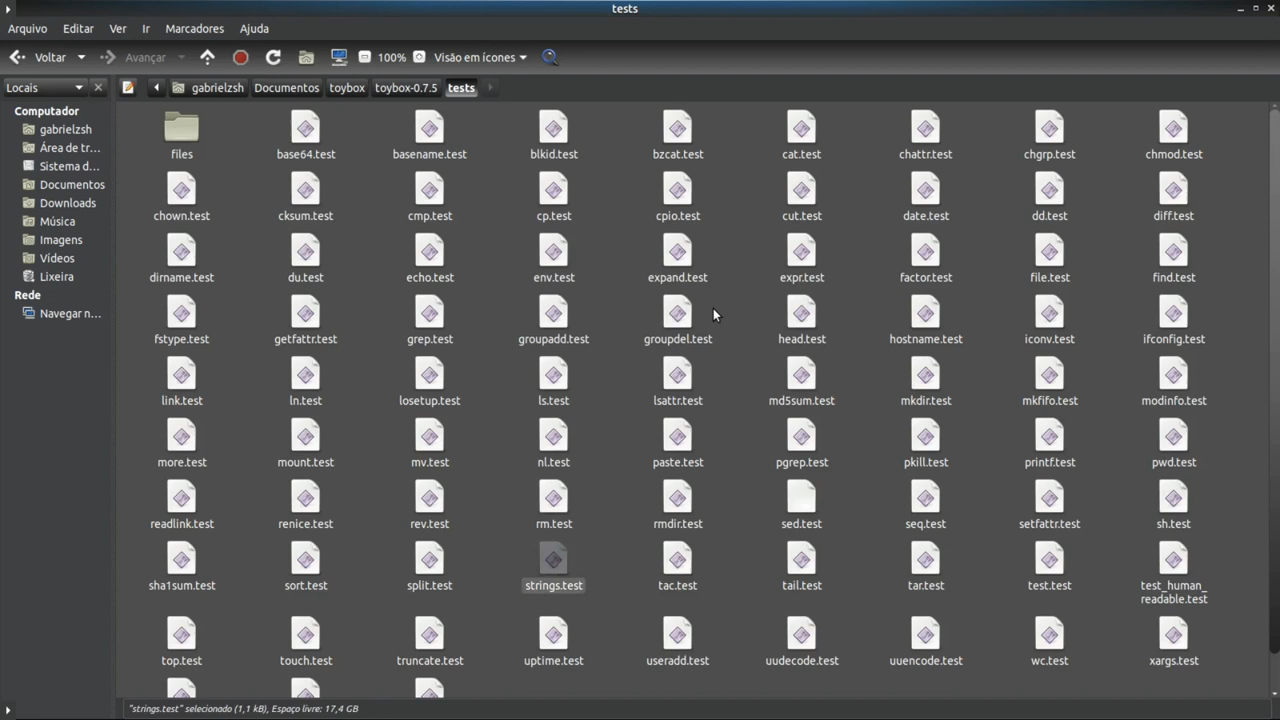 tests
Arquivo Editar Ver Ir Marcadores Ajuda
Voltar Avançar 100% Visão em ícones
Locais gabrielzsh Documentos toybox toybox-0.7.5 tests
Computador
gabrielzsh
Área de tr...
Sistema d...
Documentos
Downloads
Música
Imagens
Vídeos
Lixeira
Rede
Navegar n...
files base64.test basename.test blkid.test bzcat.test cat.test chattr.test chgrp.test chmod.test
chown.test cksum.test cmp.test cp.test cpio.test cut.test date.test dd.test diff.test
dirname.test du.test echo.test env.test expand.test expr.test factor.test file.test find.test
fstype.test getfattr.test grep.test groupadd.test groupdel.test head.test hostname.test iconv.test ifconfig.test
link.test ln.test losetup.test ls.test lsattr.test md5sum.test mkdir.test mkfifo.test modinfo.test
more.test mount.test mv.test nl.test paste.test pgrep.test pkill.test printf.test pwd.test
readlink.test renice.test rev.test rm.test rmdir.test sed.test seq.test setfattr.test sh.test
sha1sum.test sort.test split.test strings.test tac.test tail.test tar.test test.test test_human_
readable.test
top.test touch.test truncate.test uptime.test useradd.test uudecode.test uuencode.test wc.test xargs.test
"strings.test" selecionado (1,1 kB), Espaço livre: 17,4 GB